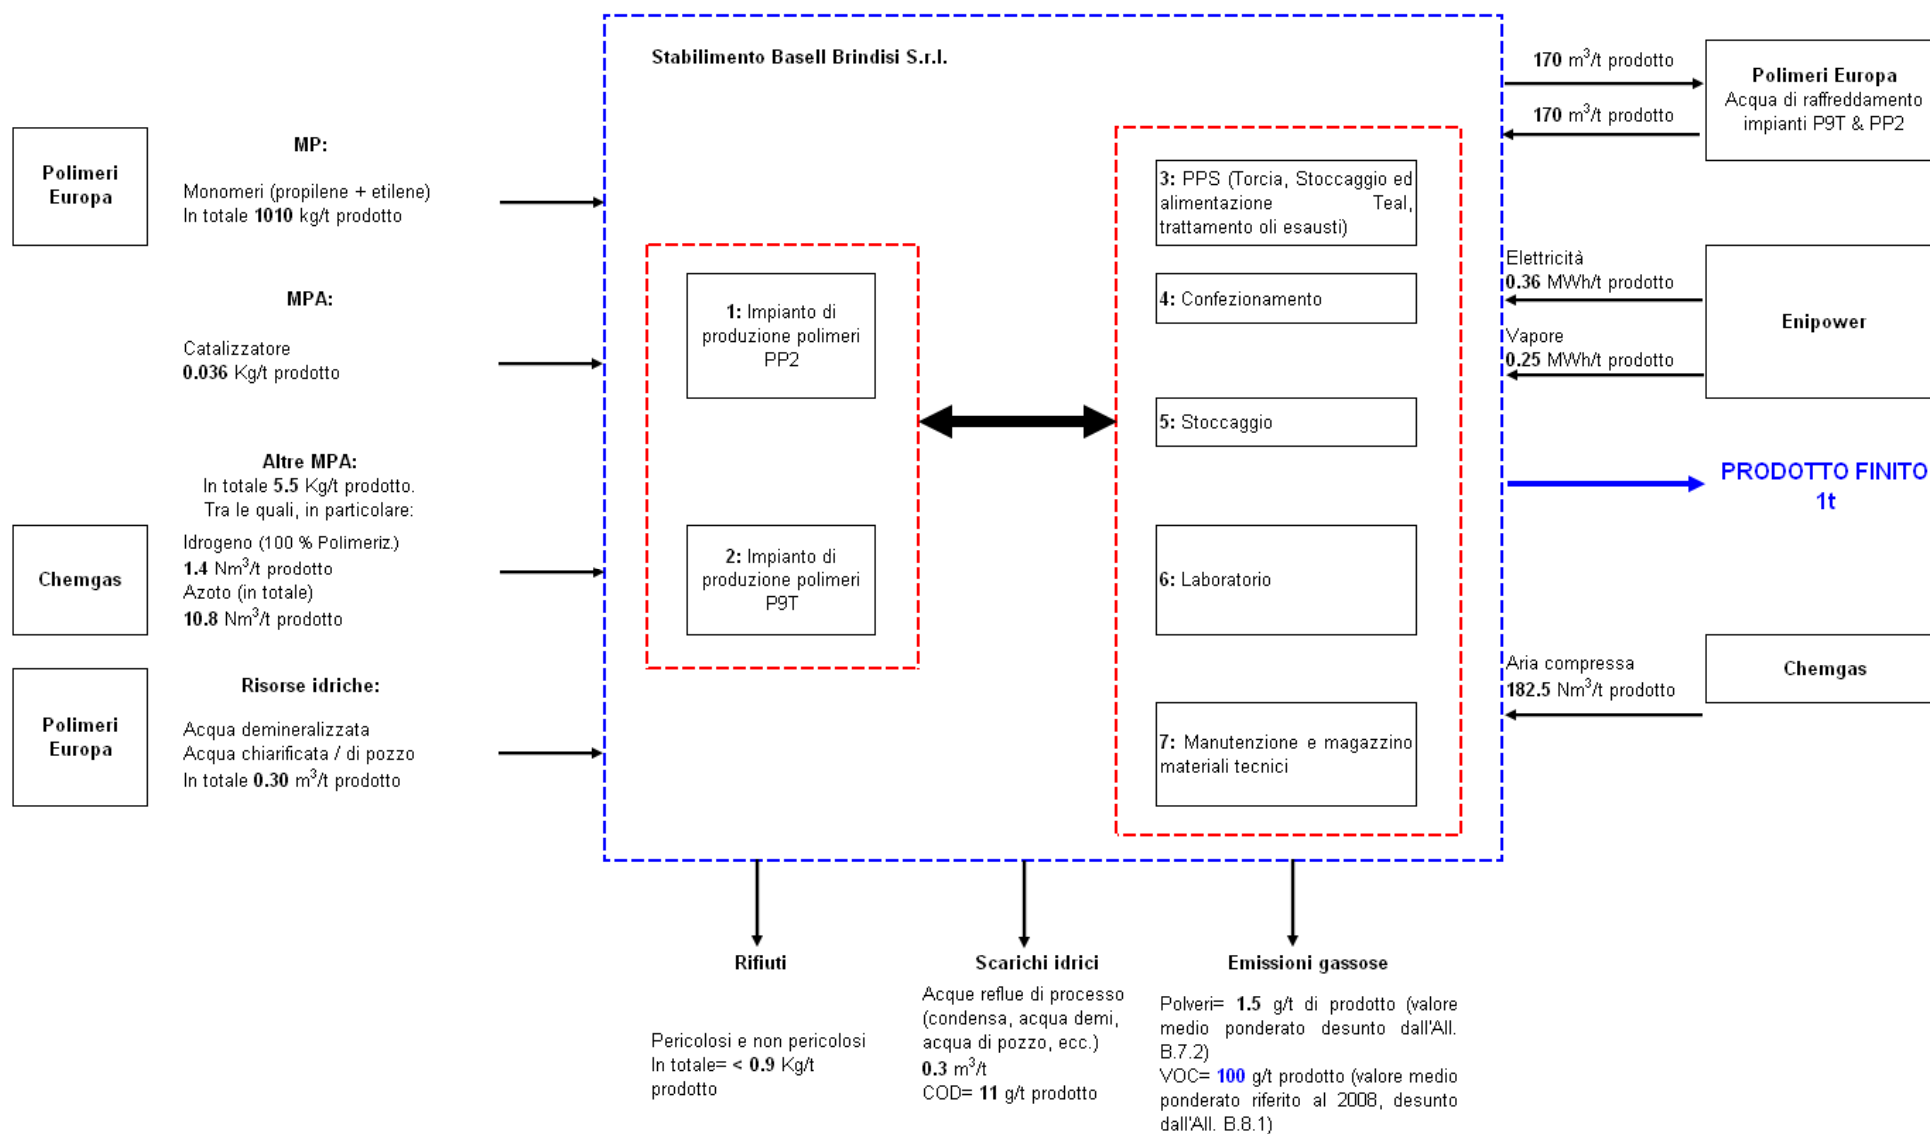 Stabilimento Basell Brindisi S.r.l.
Polimeri
Europa
MP:
Monomeri (propilene + etilene)
In totale 1010 kg/t prodotto
MPA:
Catalizzatore
0.036 Kg/t prodotto
Altre MPA:
In totale 5.5 Kg/t prodotto.
Tra le quali, in particolare:
Chemgas
Idrogeno (100 % Polimeriz.)
1.4 Nm³/t prodotto
Azoto (in totale)
10.8 Nm³/t prodotto
Polimeri
Europa
Risorse idriche:
Acqua demineralizzata
Acqua chiarificata / di pozzo
In totale 0.30 m³/t prodotto
1: Impianto di
produzione polimeri
PP2
2: Impianto di
produzione polimeri
P9T
3: PPS (Torcia, Stoccaggio ed
alimentazione Teal,
trattamento oli esausti)
4: Confezionamento
5: Stoccaggio
6: Laboratorio
7: Manutenzione e magazzino
materiali tecnici
170 m³/t prodotto
170 m³/t prodotto
Polimeri Europa
Acqua di raffreddamento
impianti P9T & PP2
Elettricità
0.36 MWh/t prodotto
Vapore
0.25 MWh/t prodotto
Enipower
PRODOTTO FINITO
1t
Aria compressa
182.5 Nm³/t prodotto
Chemgas
Rifiuti
Pericolosi e non pericolosi
In totale= < 0.9 Kg/t
prodotto
Scarichi idrici
Acque reflue di processo
(condensa, acqua demi,
acqua di pozzo, ecc.)
0.3 m³/t
COD= 11 g/t prodotto
Emissioni gassose
Polveri= 1.5 g/t di prodotto (valore
medio ponderato desunto dall'All.
B.7.2)
VOC= 100 g/t prodotto (valore medio
ponderato riferito al 2008, desunto
dall'All. B.8.1)